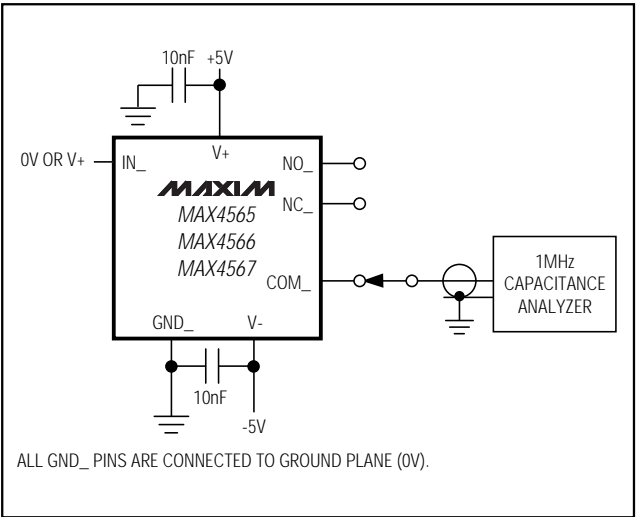 10nF +5V
0V OR V+
IN_
V+
NO_
MAXIM
NC_
MAX4565
MAX4566
MAX4567
COM_
1MHz
CAPACITANCE
ANALYZER
GND_
V-
10nF
-5V
ALL GND_ PINS ARE CONNECTED TO GROUND PLANE (0V).